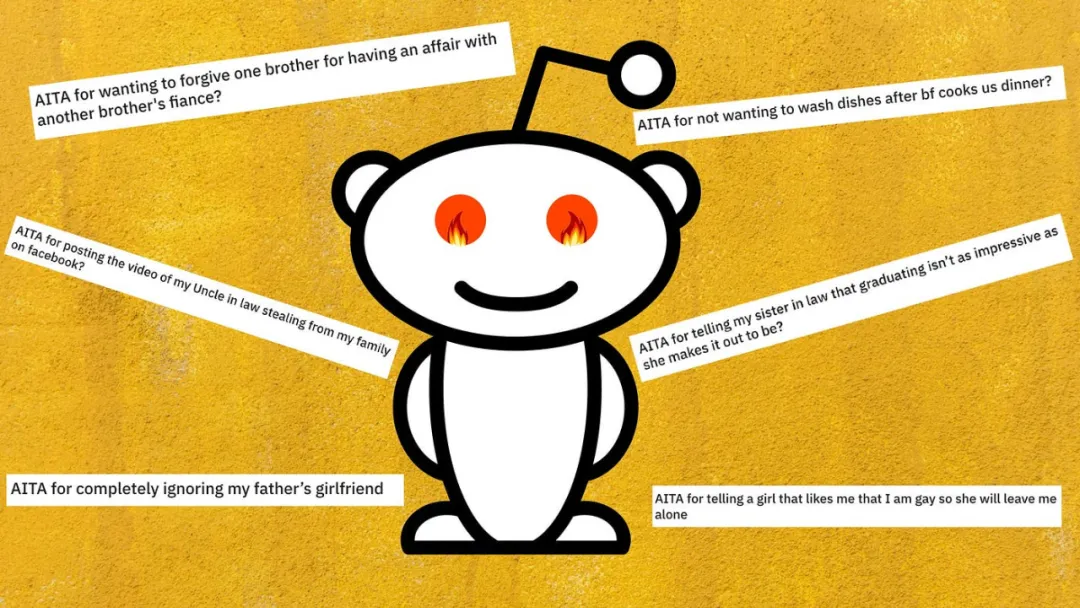 AITA for wanting to forgive one brother for having an affair with
another brother's fiance?
AITA for not wanting to wash dishes after bf cooks us dinner?
AITA for posting the video of my Uncle in law stealing from my family
on facebook?
AITA for telling my sister in law that graduating isn't as impressive as
she makes it out to be?
AITA for completely ignoring my father's girlfriend
AITA for telling a girl that likes me that I am gay so she will leave me
alone